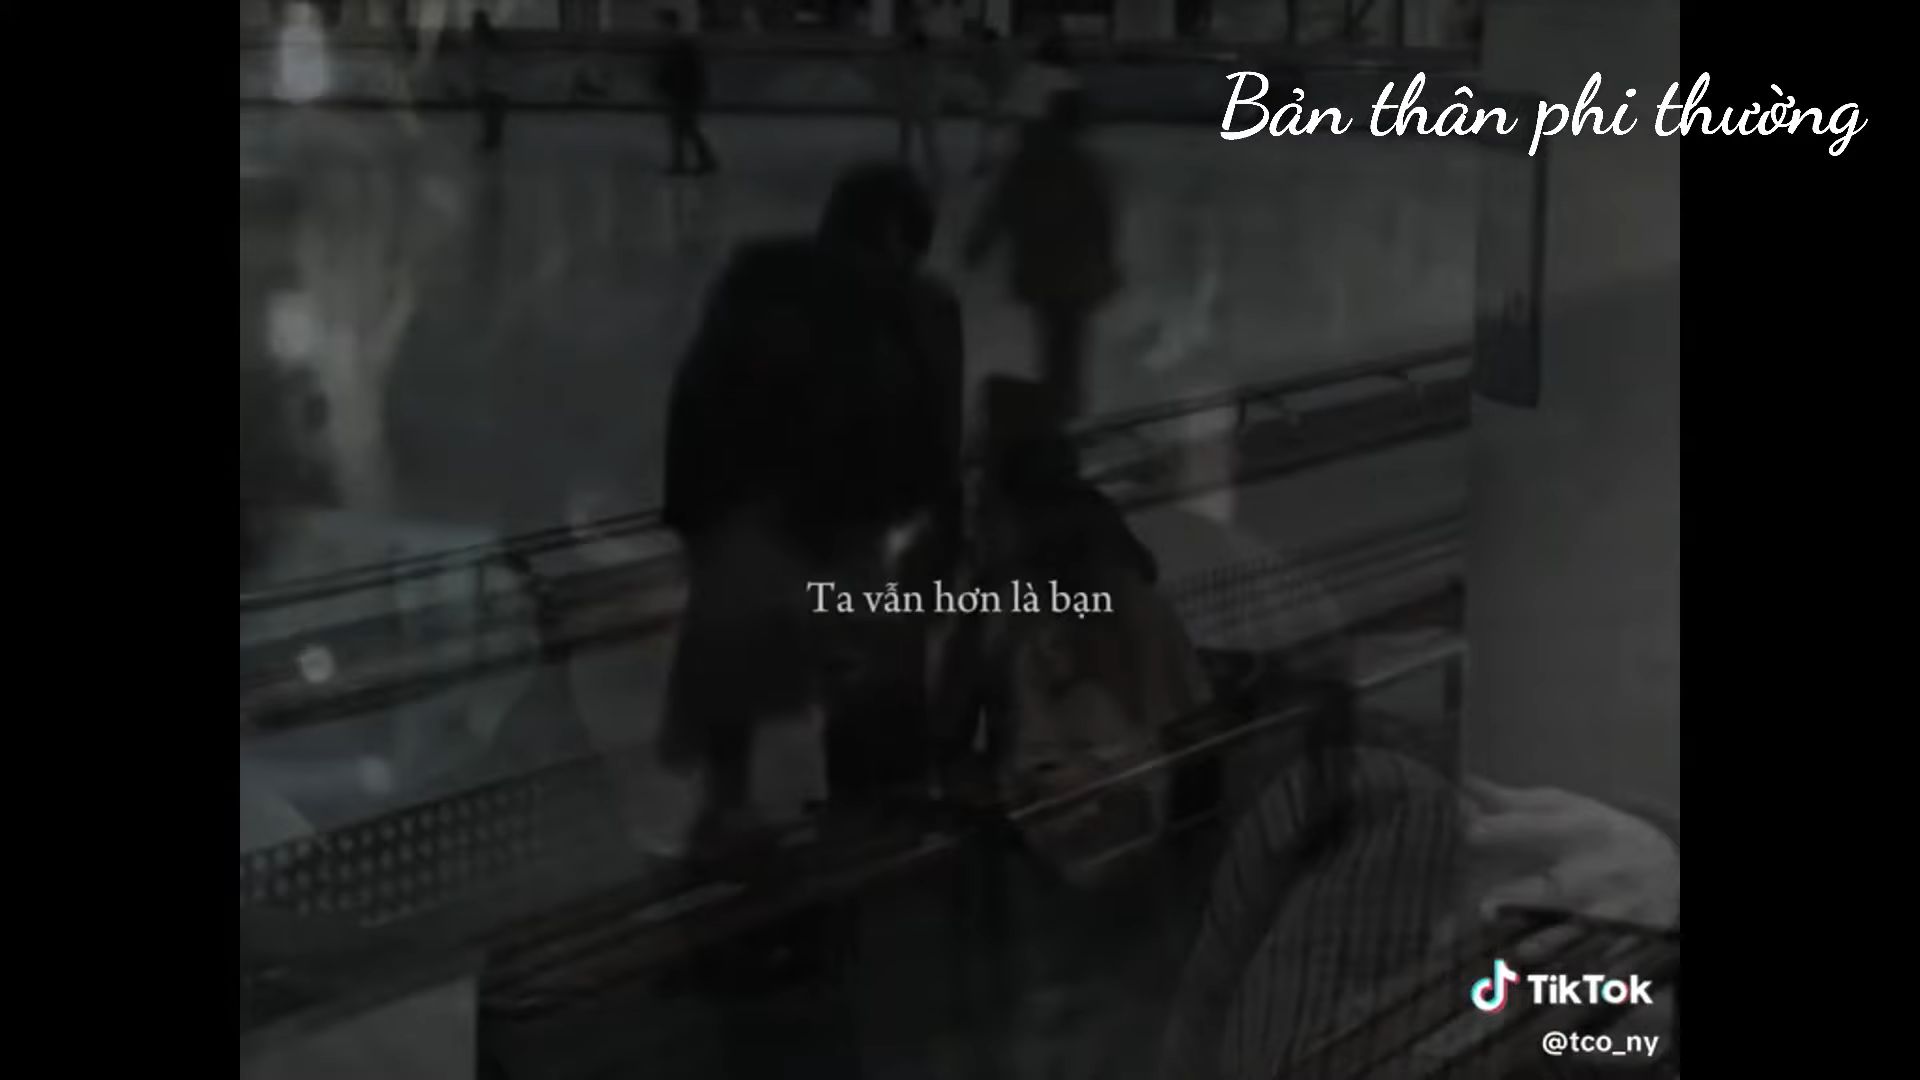 Bản thân phi thường
Ta vẫn hơn là bạn
TikTok
@tco_ny